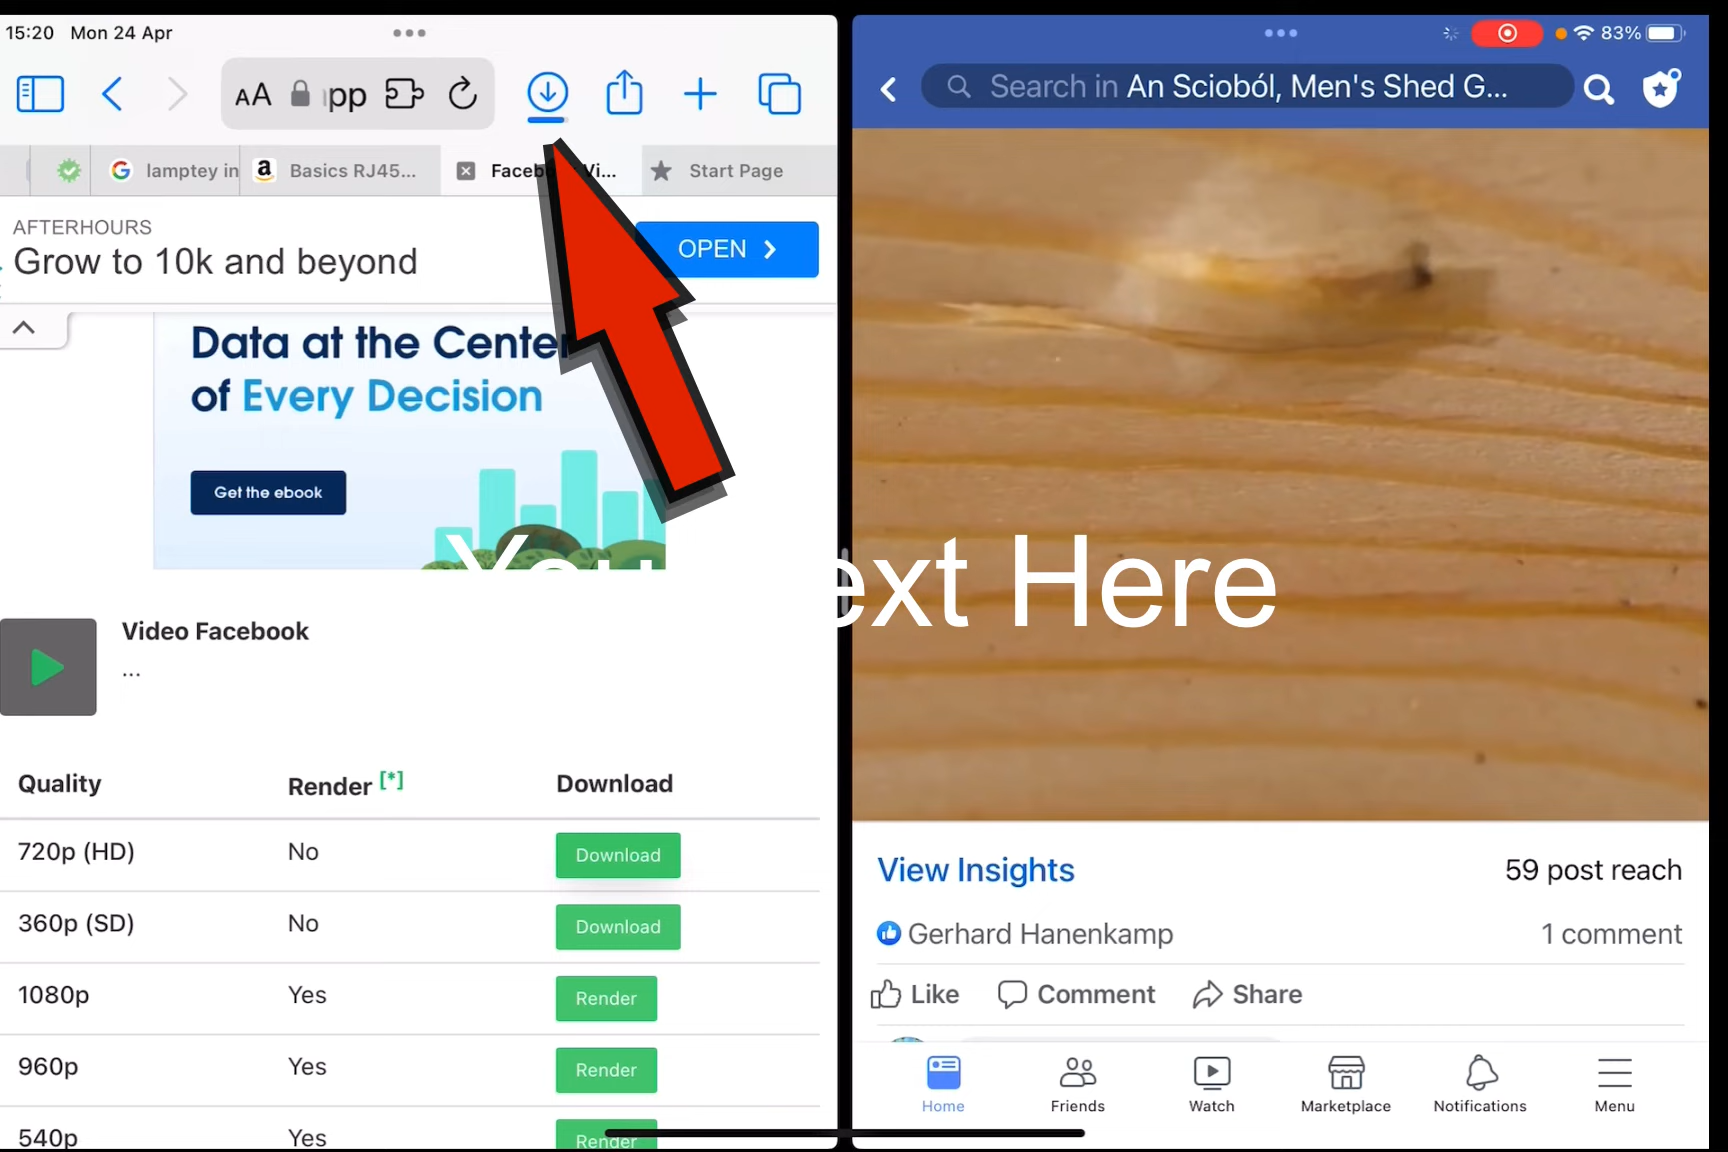 15:20 Mon 24 Apr
AA pp
lamptey in
a Basics RJ45...
Faceb Vi...
Start Page
AFTERHOURS
Grow to 10k and beyond
OPEN
Data at the Center
of Every Decision
Get the ebook
Video Facebook
...
Quality Render [*] Download
720p (HD) No Download
360p (SD) No Download
1080p Yes Render
960p Yes Render
540p Yes Render
83%
Search in An Scioból, Men's Shed G...
Your Text Here
View Insights 59 post reach
Gerhard Hanenkamp 1 comment
Like Comment Share
Home Friends Watch Marketplace Notifications Menu